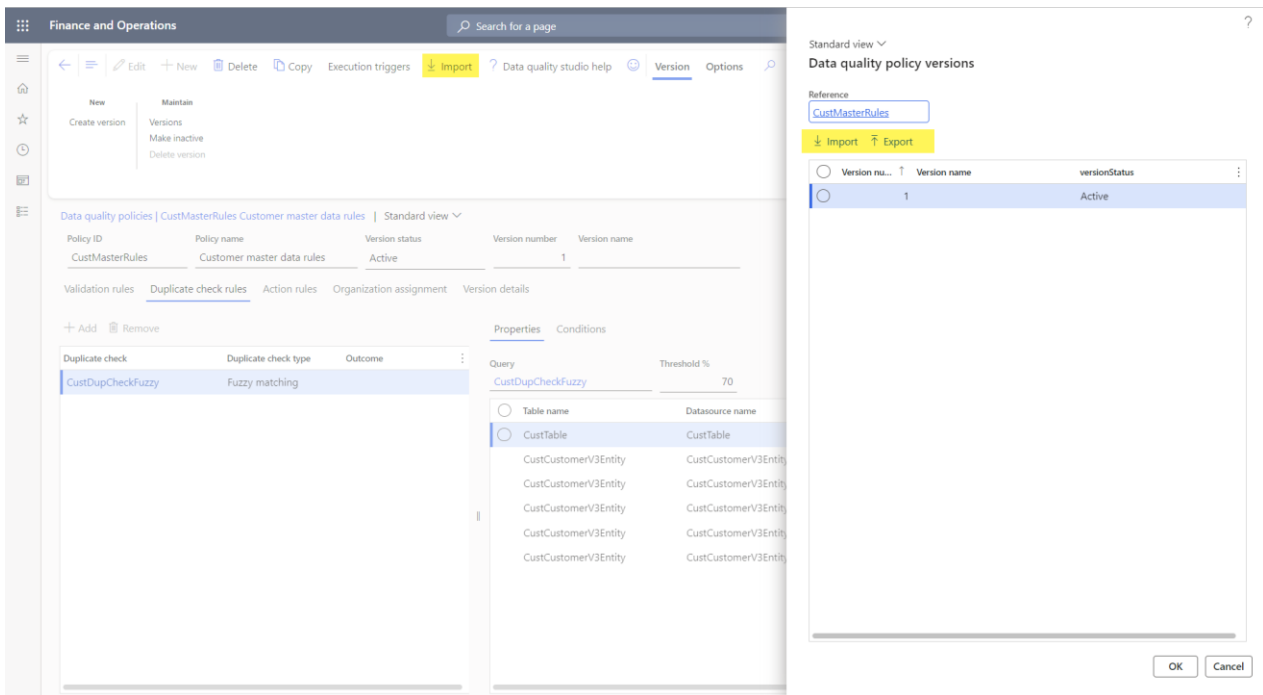 Finance and Operations
Search for a page
Edit New Delete Copy Execution triggers Import ? Data quality studio help Version Options
New Maintain
Create version Versions
Make inactive
Delete version
Data quality policies | CustMasterRules Customer master data rules | Standard view
Policy ID Policy name Version status Version number Version name
CustMasterRules Customer master data rules Active 1
Validation rules Duplicate check rules Action rules Organization assignment Version details
+ Add Remove
Properties Conditions
Duplicate check Duplicate check type Outcome
CustDupCheckFuzzy Fuzzy matching
Query Threshold %
CustDupCheckFuzzy 70
Table name Datasource name
CustTable CustTable
CustCustomerV3Entity CustCustomerV3Entity
CustCustomerV3Entity CustCustomerV3Entity
CustCustomerV3Entity CustCustomerV3Entity
CustCustomerV3Entity CustCustomerV3Entity
CustCustomerV3Entity CustCustomerV3Entity
?
Standard view
Data quality policy versions
Reference
CustMasterRules
Import Export
Version nu... ↑ Version name versionStatus
1 Active
OK Cancel